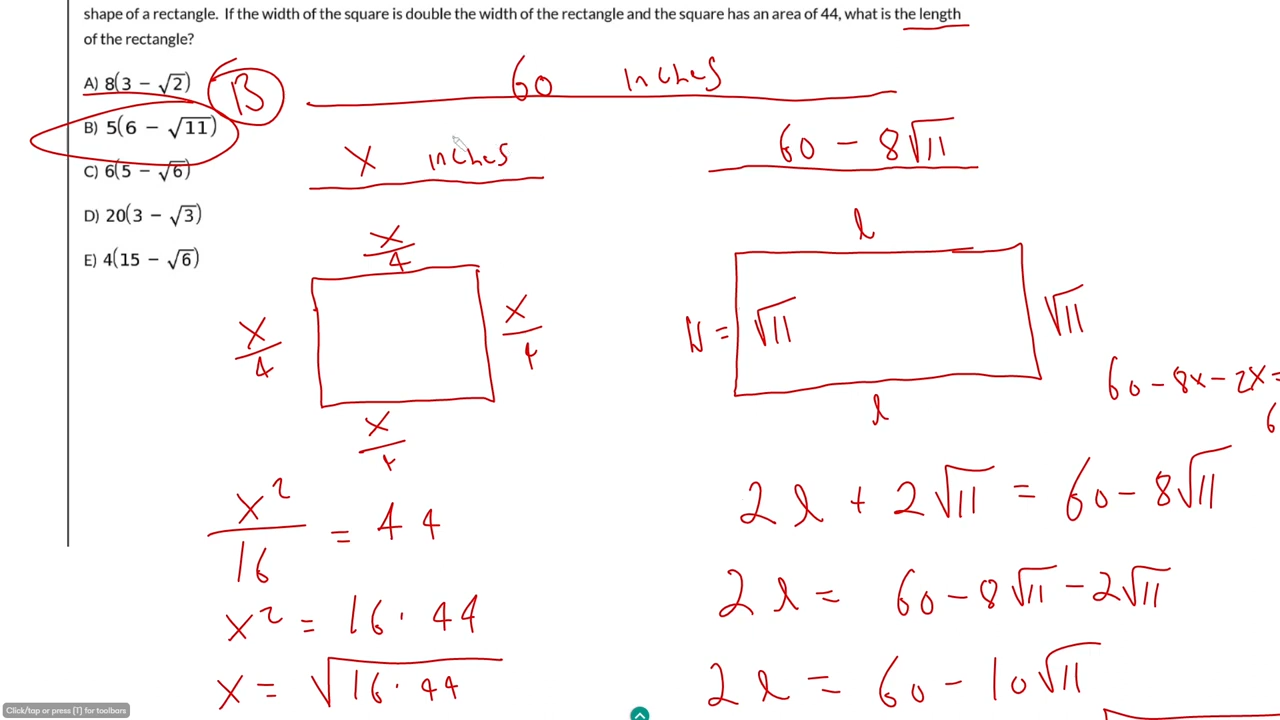 shape of a rectangle. If the width of the square is double the width of the rectangle and the square has an area of 44, what is the length
of the rectangle?
A) 8(3 − √2)
B
B) 5(6 − √11)
C) 6(5 − √6)
D) 20(3 − √3)
E) 4(15 − √6)
60 inches
x inches
60 − 8√11
x/4
x/4
x/4
x/4
l
W = √11
√11
l
60 − 8x − 2x =
6
x²/16 = 44
x² = 16 · 44
x = √16 · 44
2l + 2√11 = 60 − 8√11
2l = 60 − 8√11 − 2√11
2l = 60 − 10√11
Click/tap or press [T] for toolbars